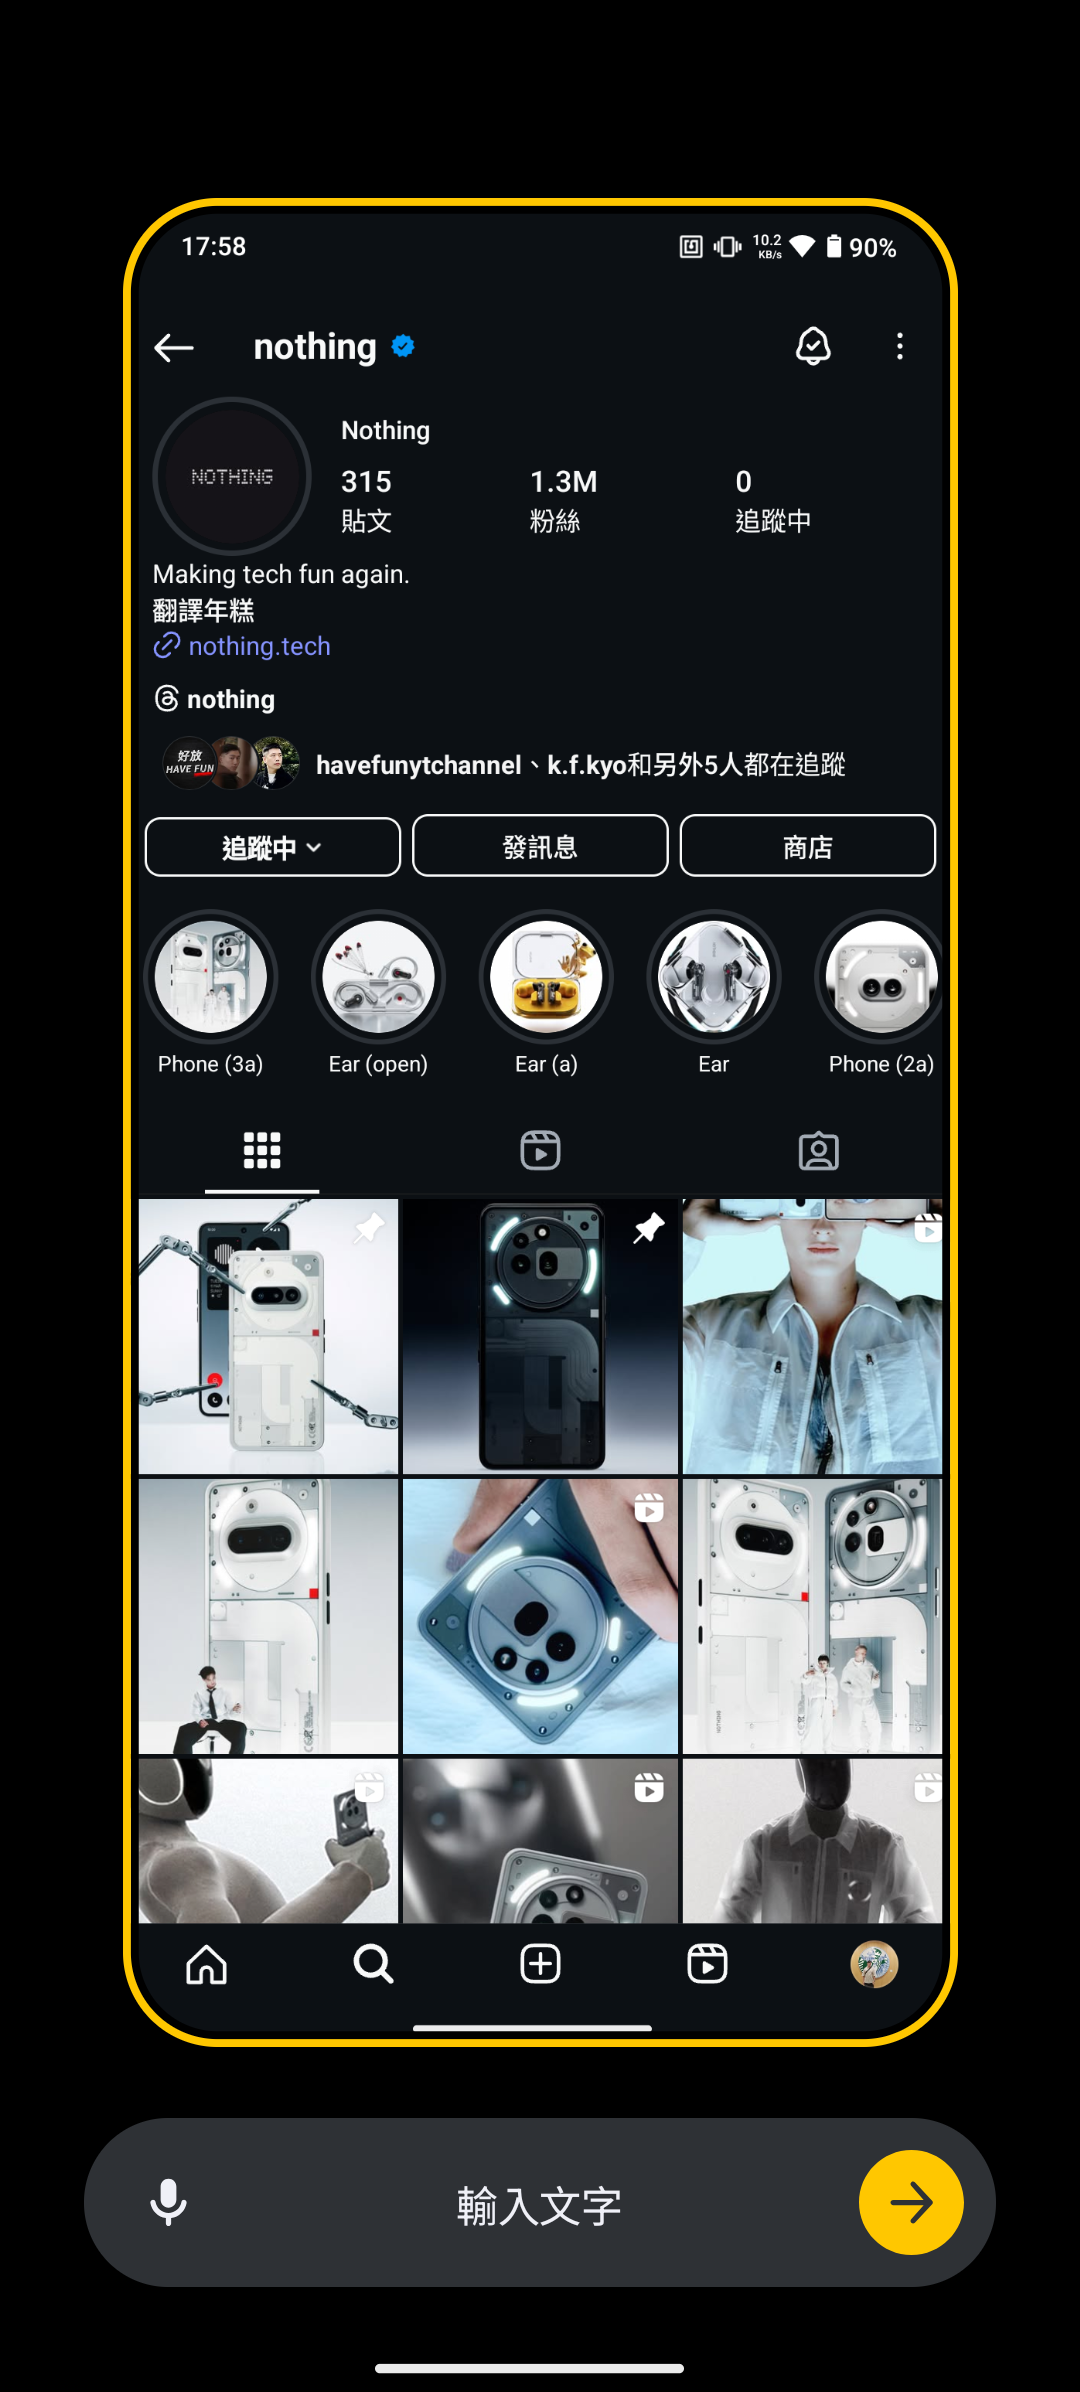 17:58
10.2
KB/s
90%
nothing
NOTHING
Nothing
315
1.3M
0
貼文
粉絲
追蹤中
Making tech fun again.
翻譯年糕
nothing.tech
nothing
好放
HAVE FUN
havefunytchannel、k.f.kyo和另外5人都在追蹤
追蹤中
發訊息
商店
Phone (3a)
Ear (open)
Ear (a)
Ear
Phone (2a)
輸入文字